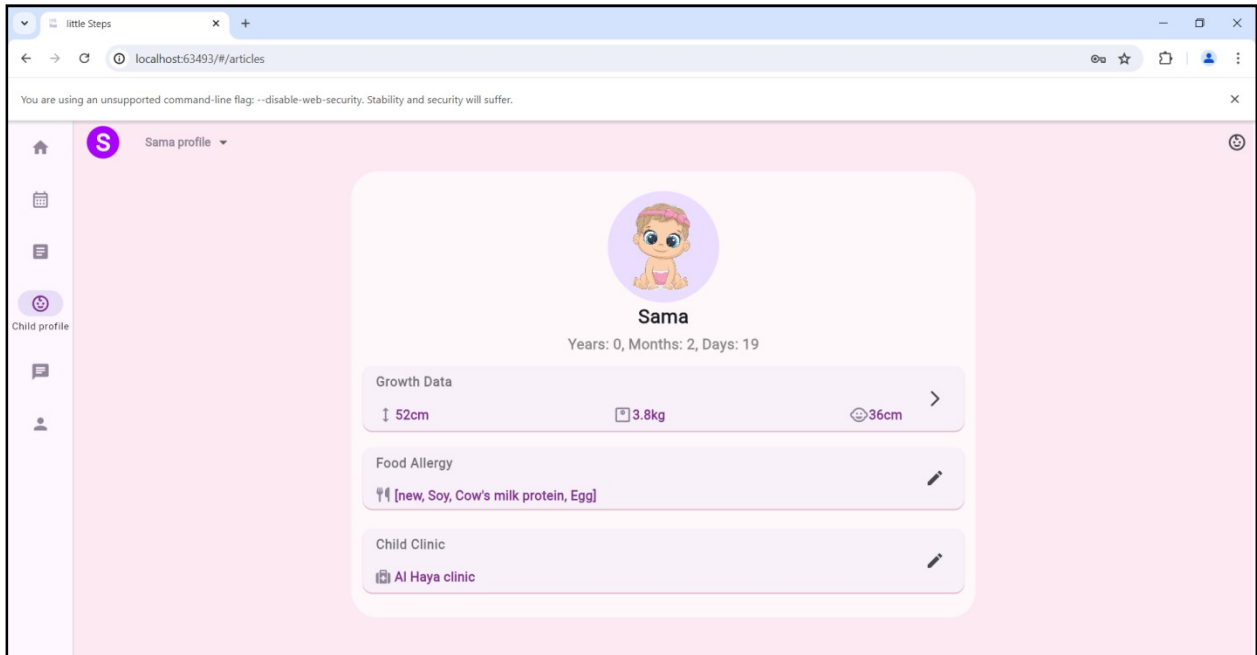 little Steps
localhost:63493/#/articles
You are using an unsupported command-line flag: --disable-web-security. Stability and security will suffer.
S
Sama profile
Child profile
Sama
Years: 0, Months: 2, Days: 19
Growth Data
52cm 3.8kg 36cm
Food Allergy
[new, Soy, Cow's milk protein, Egg]
Child Clinic
Al Haya clinic